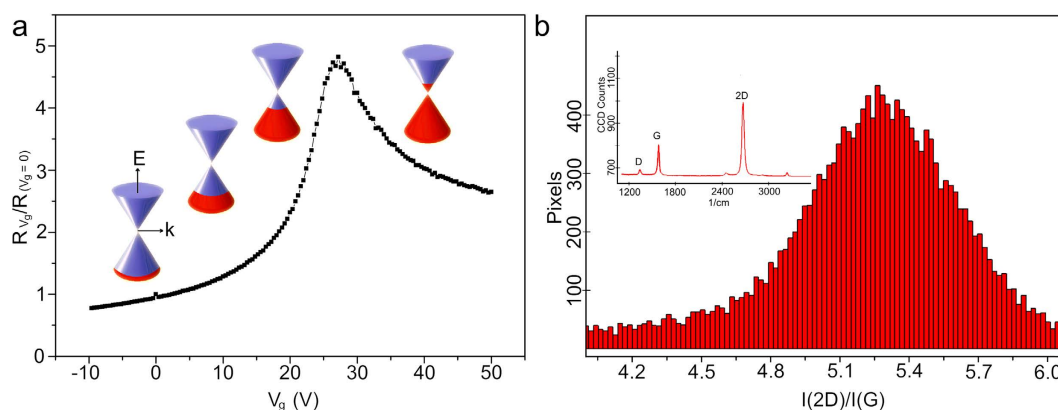 a
R Vg/R (Vg = 0)
5
4
3
2
1
0
E
k
-10 0 10 20 30 40 50
Vg (V)
b
Pixels
400
300
200
100
CCD Counts
1100
900
700
D
G
2D
1200 1800 2400 3000
1/cm
4.2 4.5 4.8 5.1 5.4 5.7 6.0
I(2D)/I(G)